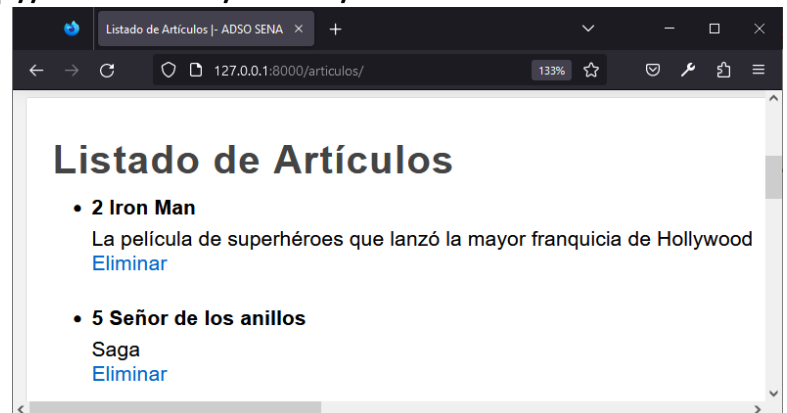 Listado de Artículos |- ADSO SENA
127.0.0.1:8000/articulos/
133%
Listado de Artículos
• 2 Iron Man
La película de superhéroes que lanzó la mayor franquicia de Hollywood
Eliminar
• 5 Señor de los anillos
Saga
Eliminar